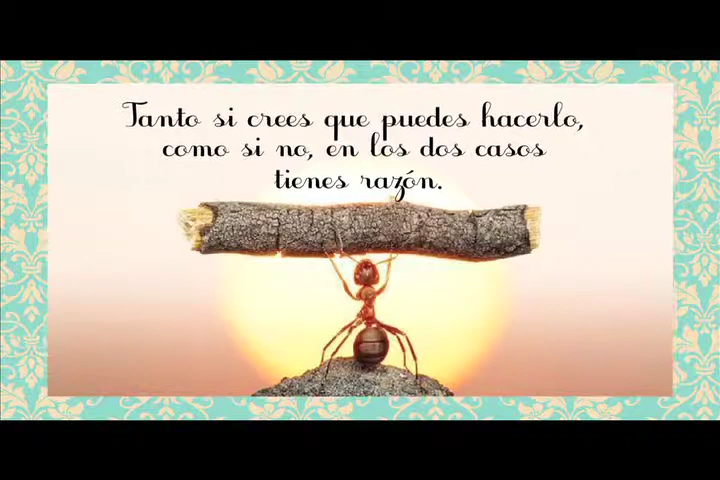 Tanto si crees que puedes hacerlo,
como si no, en los dos casos
tienes razón.